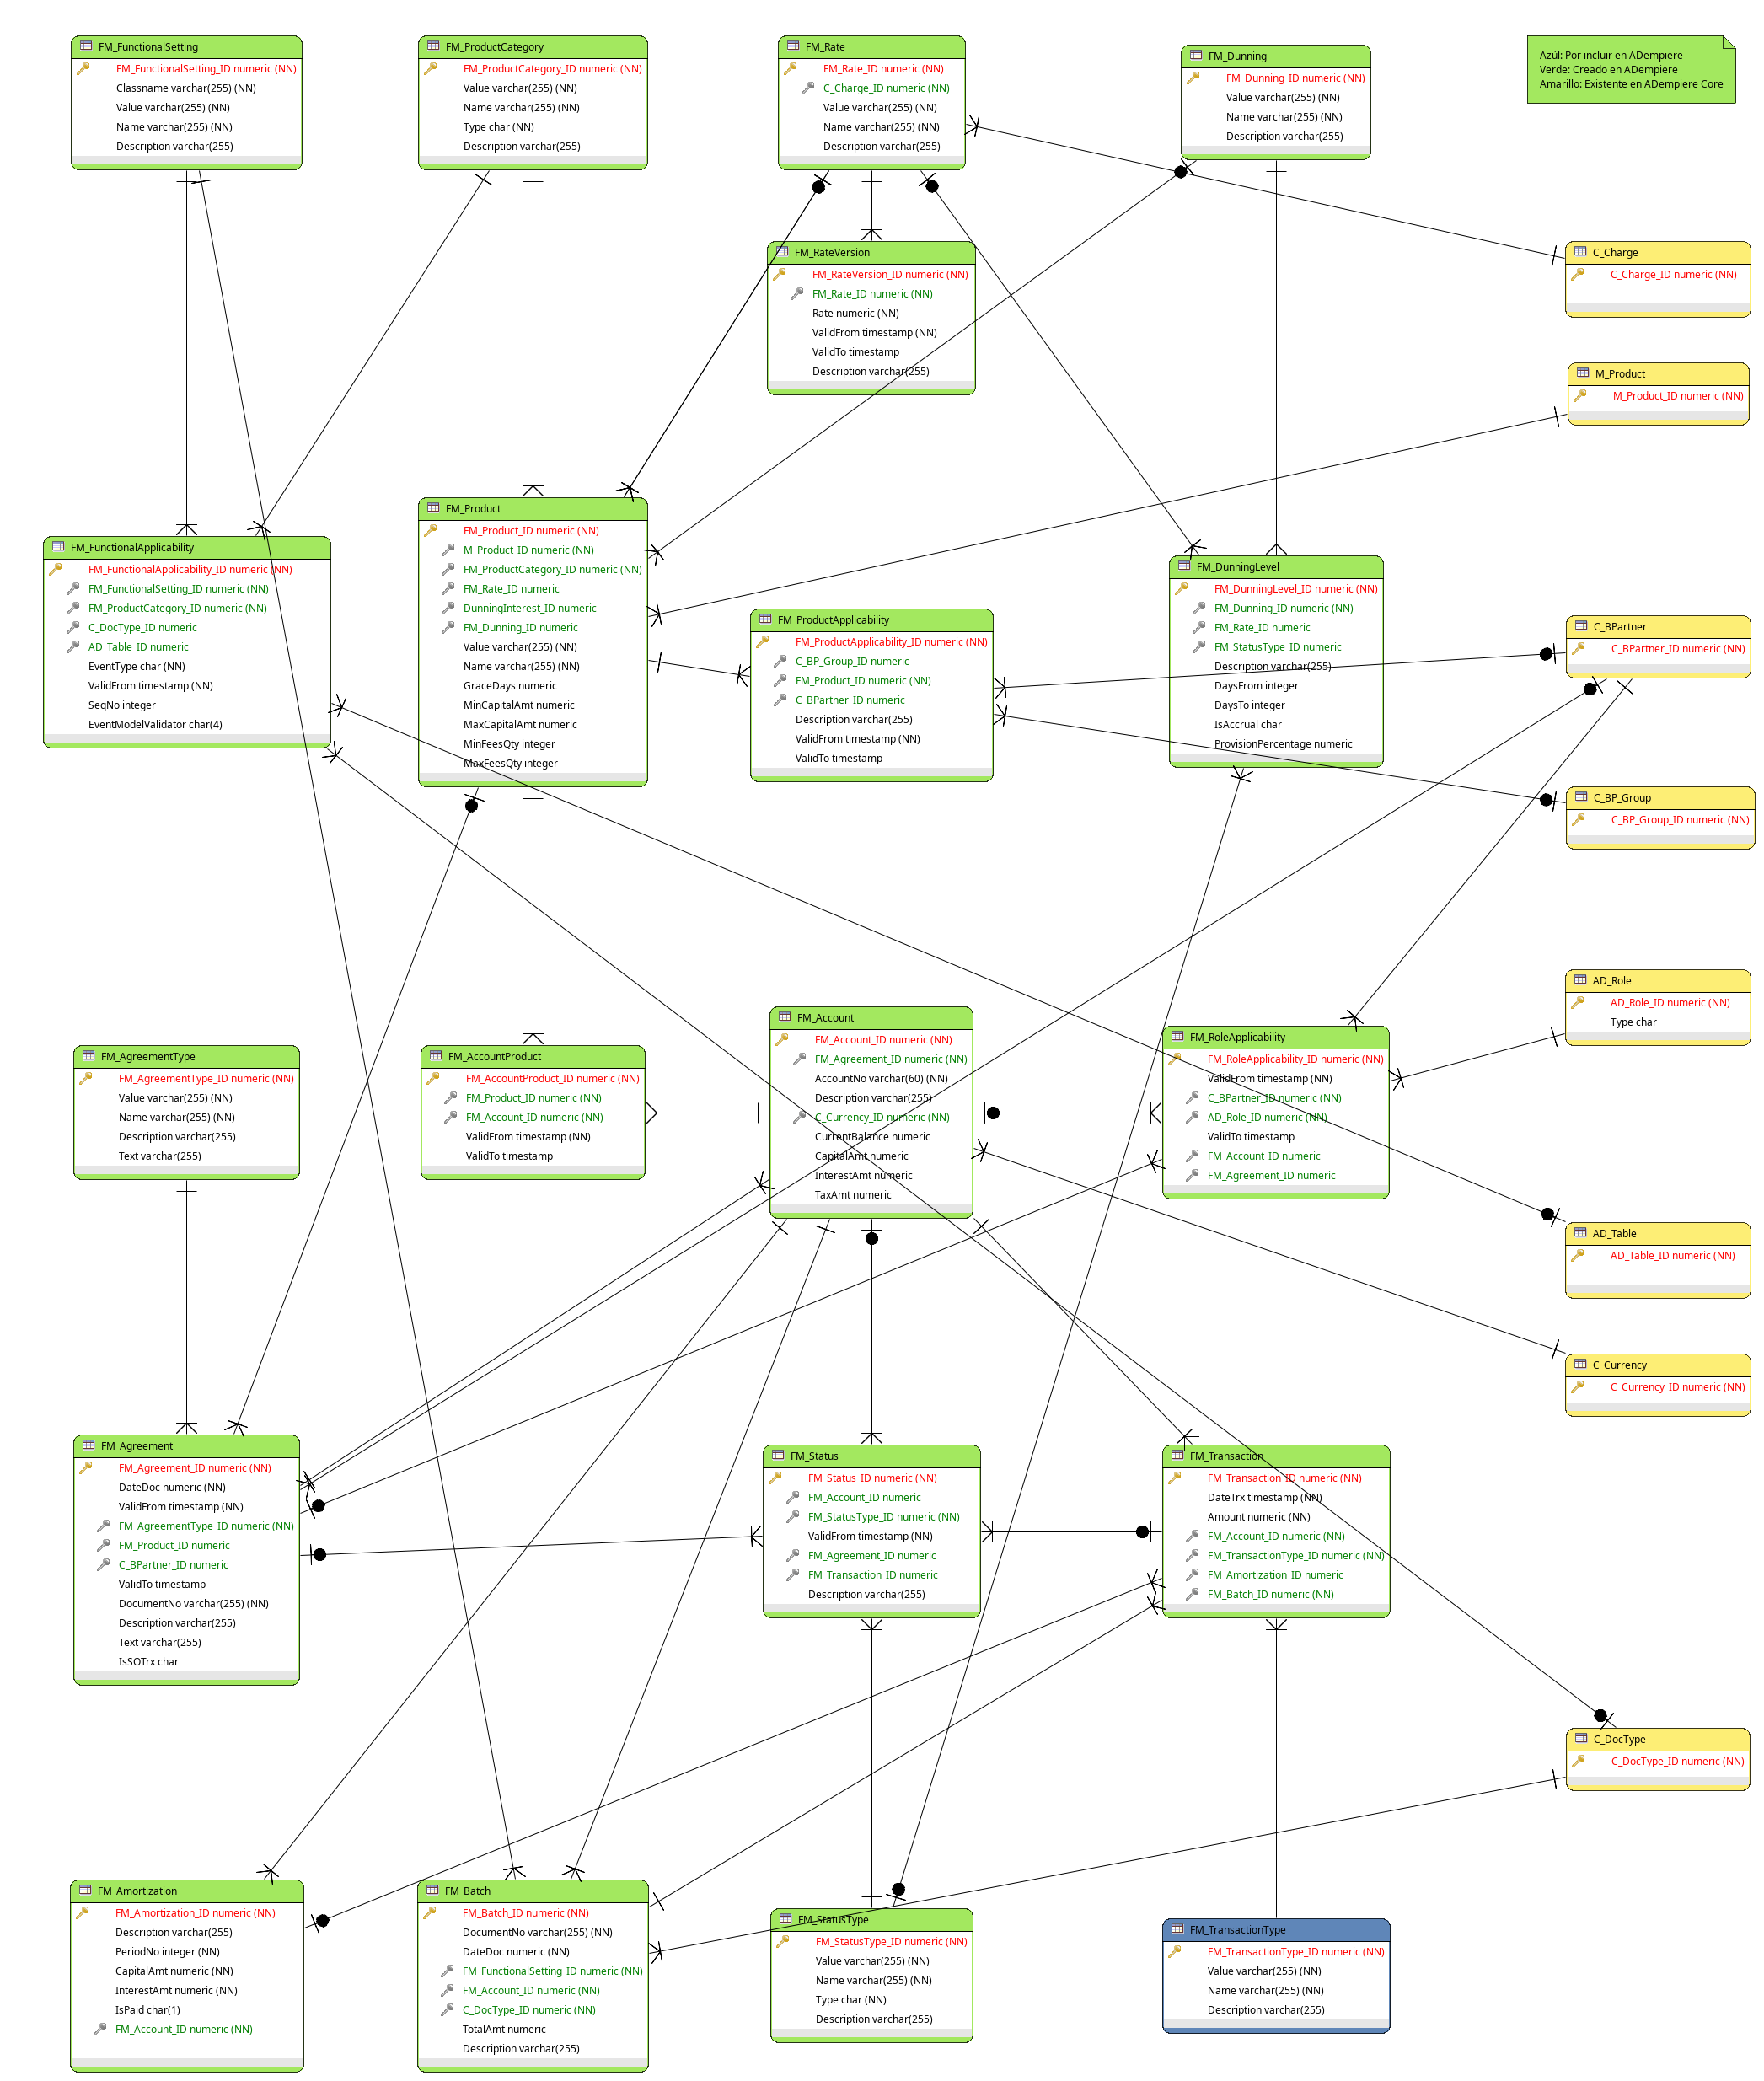 FM_FunctionalSetting
FM_FunctionalSetting_ID numeric (NN)
Classname varchar(255) (NN)
Value varchar(255) (NN)
Name varchar(255) (NN)
Description varchar(255)
FM_ProductCategory
FM_ProductCategory_ID numeric (NN)
Value varchar(255) (NN)
Name varchar(255) (NN)
Type char (NN)
Description varchar(255)
FM_Rate
FM_Rate_ID numeric (NN)
C_Charge_ID numeric (NN)
Value varchar(255) (NN)
Name varchar(255) (NN)
Description varchar(255)
FM_Dunning
FM_Dunning_ID numeric (NN)
Value varchar(255) (NN)
Name varchar(255) (NN)
Description varchar(255)
Azúl: Por incluir en ADempiere
Verde: Creado en ADempiere
Amarillo: Existente en ADempiere Core
FM_RateVersion
FM_RateVersion_ID numeric (NN)
FM_Rate_ID numeric (NN)
Rate numeric (NN)
ValidFrom timestamp (NN)
ValidTo timestamp
Description varchar(255)
C_Charge
C_Charge_ID numeric (NN)
M_Product
M_Product_ID numeric (NN)
FM_FunctionalApplicability
FM_FunctionalApplicability_ID numeric (NN)
FM_FunctionalSetting_ID numeric (NN)
FM_ProductCategory_ID numeric (NN)
C_DocType_ID numeric
AD_Table_ID numeric
EventType char (NN)
ValidFrom timestamp (NN)
SeqNo integer
EventModelValidator char(4)
FM_Product
FM_Product_ID numeric (NN)
M_Product_ID numeric (NN)
FM_ProductCategory_ID numeric (NN)
FM_Rate_ID numeric
DunningInterest_ID numeric
FM_Dunning_ID numeric
Value varchar(255) (NN)
Name varchar(255) (NN)
GraceDays numeric
MinCapitalAmt numeric
MaxCapitalAmt numeric
MinFeesQty integer
MaxFeesQty integer
FM_ProductApplicability
FM_ProductApplicability_ID numeric (NN)
C_BP_Group_ID numeric
FM_Product_ID numeric (NN)
C_BPartner_ID numeric
Description varchar(255)
ValidFrom timestamp (NN)
ValidTo timestamp
FM_DunningLevel
FM_DunningLevel_ID numeric (NN)
FM_Dunning_ID numeric (NN)
FM_Rate_ID numeric
FM_StatusType_ID numeric
Description varchar(255)
DaysFrom integer
DaysTo integer
IsAccrual char
ProvisionPercentage numeric
C_BPartner
C_BPartner_ID numeric (NN)
C_BP_Group
C_BP_Group_ID numeric (NN)
FM_AgreementType
FM_AgreementType_ID numeric (NN)
Value varchar(255) (NN)
Name varchar(255) (NN)
Description varchar(255)
Text varchar(255)
FM_AccountProduct
FM_AccountProduct_ID numeric (NN)
FM_Product_ID numeric (NN)
FM_Account_ID numeric (NN)
ValidFrom timestamp (NN)
ValidTo timestamp
FM_Account
FM_Account_ID numeric (NN)
FM_Agreement_ID numeric (NN)
AccountNo varchar(60) (NN)
Description varchar(255)
C_Currency_ID numeric (NN)
CurrentBalance numeric
CapitalAmt numeric
InterestAmt numeric
TaxAmt numeric
FM_RoleApplicability
FM_RoleApplicability_ID numeric (NN)
ValidFrom timestamp (NN)
C_BPartner_ID numeric (NN)
AD_Role_ID numeric (NN)
ValidTo timestamp
FM_Account_ID numeric
FM_Agreement_ID numeric
AD_Role
AD_Role_ID numeric (NN)
Type char
AD_Table
AD_Table_ID numeric (NN)
C_Currency
C_Currency_ID numeric (NN)
FM_Agreement
FM_Agreement_ID numeric (NN)
DateDoc numeric (NN)
ValidFrom timestamp (NN)
FM_AgreementType_ID numeric (NN)
FM_Product_ID numeric
C_BPartner_ID numeric
ValidTo timestamp
DocumentNo varchar(255) (NN)
Description varchar(255)
Text varchar(255)
IsSOTrx char
FM_Status
FM_Status_ID numeric (NN)
FM_Account_ID numeric
FM_StatusType_ID numeric (NN)
ValidFrom timestamp (NN)
FM_Agreement_ID numeric
FM_Transaction_ID numeric
Description varchar(255)
FM_Transaction
FM_Transaction_ID numeric (NN)
DateTrx timestamp (NN)
Amount numeric (NN)
FM_Account_ID numeric (NN)
FM_TransactionType_ID numeric (NN)
FM_Amortization_ID numeric
FM_Batch_ID numeric (NN)
C_DocType
C_DocType_ID numeric (NN)
FM_Amortization
FM_Amortization_ID numeric (NN)
Description varchar(255)
PeriodNo integer (NN)
CapitalAmt numeric (NN)
InterestAmt numeric (NN)
IsPaid char(1)
FM_Account_ID numeric (NN)
FM_Batch
FM_Batch_ID numeric (NN)
DocumentNo varchar(255) (NN)
DateDoc numeric (NN)
FM_FunctionalSetting_ID numeric (NN)
FM_Account_ID numeric (NN)
C_DocType_ID numeric (NN)
TotalAmt numeric
Description varchar(255)
FM_StatusType
FM_StatusType_ID numeric (NN)
Value varchar(255) (NN)
Name varchar(255) (NN)
Type char (NN)
Description varchar(255)
FM_TransactionType
FM_TransactionType_ID numeric (NN)
Value varchar(255) (NN)
Name varchar(255) (NN)
Description varchar(255)